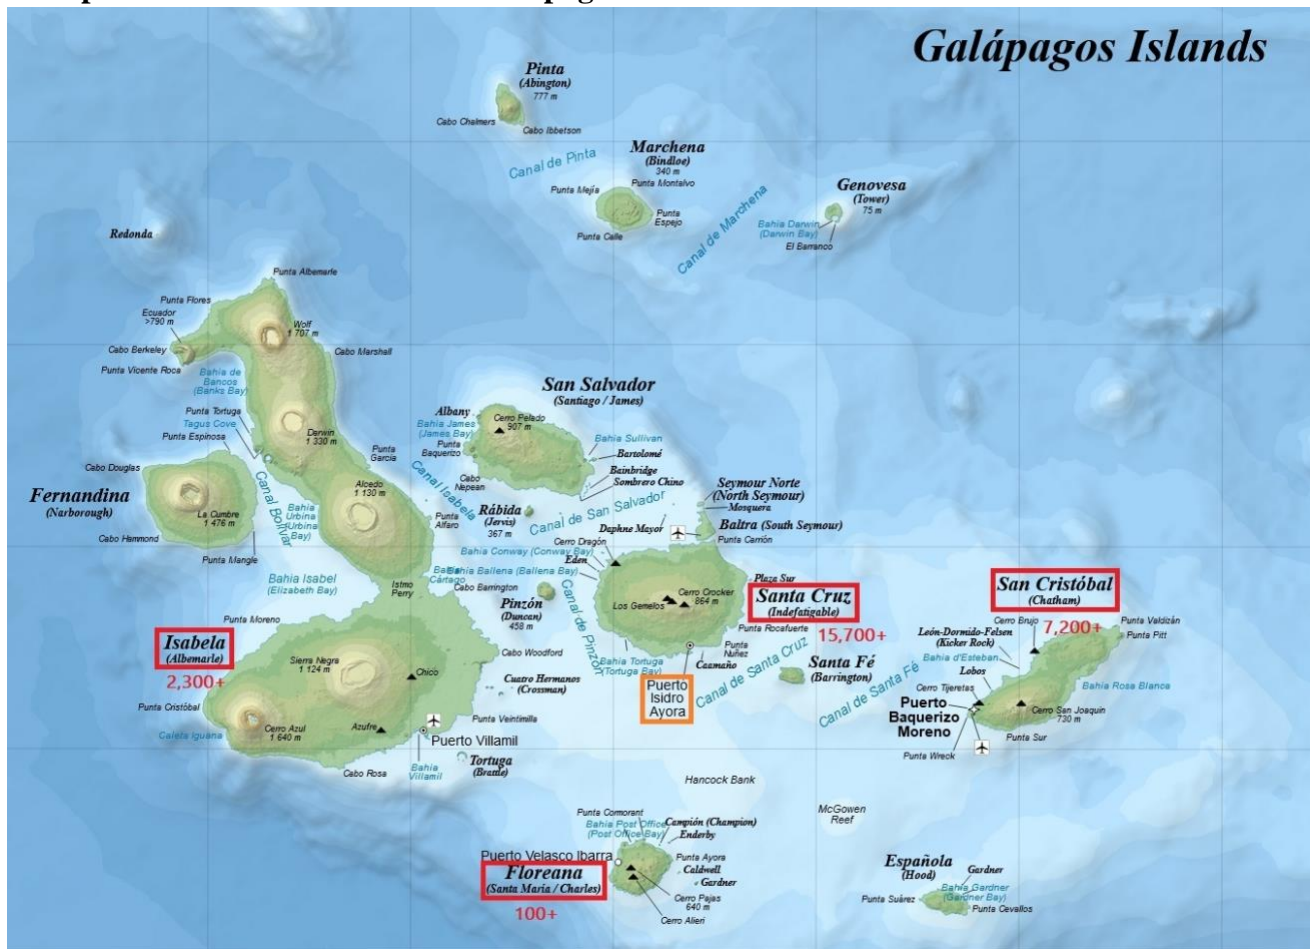 Galápagos Islands
Pinta
(Abington)
777 m
Cabo Chalmers
Cabo Ibbetson
Canal de Pinta
Marchena
(Bindloe)
340 m
Punta Montalvo
Punta Mejía
Punta
Espejo
Punta Calle
Canal de Marchena
Genovesa
(Tower)
75 m
Bahía Darwin
(Darwin Bay)
El Barranco
Redonda
Punta Albemarle
Punta Flores
Ecuador
>790 m
Wolf
1 707 m
Cabo Berkeley
Cabo Marshall
Punta Vicente Roca
Bahía de
Bancos
(Banks Bay)
Punta Tortuga
Tagus Cove
Punta Espinosa
Darwin
1 330 m
Punta
García
Cabo Douglas
Fernandina
(Narborough)
La Cumbre
1 476 m
Cabo Hammond
Punta Mangle
Canal Bolívar
Bahía
Urbina
(Urbina
Bay)
Alcedo
1 130 m
Punta
Alfaro
Canal Isabela
San Salvador
(Santiago / James)
Albany
Cerro Pelado
907 m
Bahía James
(James Bay)
Punta
Baquerizo
Cabo
Nepean
Bahía Sullivan
Bartolomé
Bainbridge
Sombrero Chino
Rábida
(Jervis)
367 m
Canal de San Salvador
Seymour Norte
(North Seymour)
Mosquera
Daphne Mayor
Baltra (South Seymour)
Punta Carrión
Cerro Dragón
Bahía Conway (Conway Bay)
Eden
Bahía Ballena (Ballena Bay)
Bahía
Cártago
Cabo Barrington
Istmo
Perry
Bahía Isabel
(Elizabeth Bay)
Pinzón
(Duncan)
458 m
Canal de Pinzón
Los Gemelos
Cerro Crocker
864 m
Plaza Sur
Santa Cruz
(Indefatigable)
15,700+
Punta Rocafuerte
Punta
Nuñez
Caamaño
Bahía Tortuga
(Tortuga Bay)
Puerto
Isidro
Ayora
Canal de Santa Cruz
Santa Fé
(Barrington)
Canal de Santa Fé
San Cristóbal
(Chatham)
7,200+
Cerro Brujo
Punta Valdizán
Punta Pitt
León-Dormido-Felsen
(Kicker Rock)
Bahía d'Esteban
Lobos
Bahía Rosa Blanca
Cerro Tijeretas
Puerto
Baquerizo
Moreno
Cerro San Joaquín
730 m
Punta Sur
Punta Wreck
Punta Moreno
Isabela
(Albemarle)
2,300+
Sierra Negra
1 124 m
Chico
Cabo Woodford
Cuatro Hermanos
(Crossman)
Punta Cristóbal
Caleta Iguana
Cerro Azul
1 640 m
Azufre
Punta Veintimilla
Puerto Villamil
Tortuga
(Brattle)
Cabo Rosa
Bahía
Villamil
Hancock Bank
McGowen
Reef
Punta Cormorant
Bahía Post Office
(Post Office Bay)
Campión (Champion)
Enderby
Puerto Velasco Ibarra
Floreana
(Santa María / Charles)
100+
Punta Ayora
Caldwell
Gardner
Cerro Pajas
640 m
Cerro Alieri
Española
(Hood)
Gardner
Bahía Gardner
(Gardner Bay)
Punta Suárez
Punta Cevallos